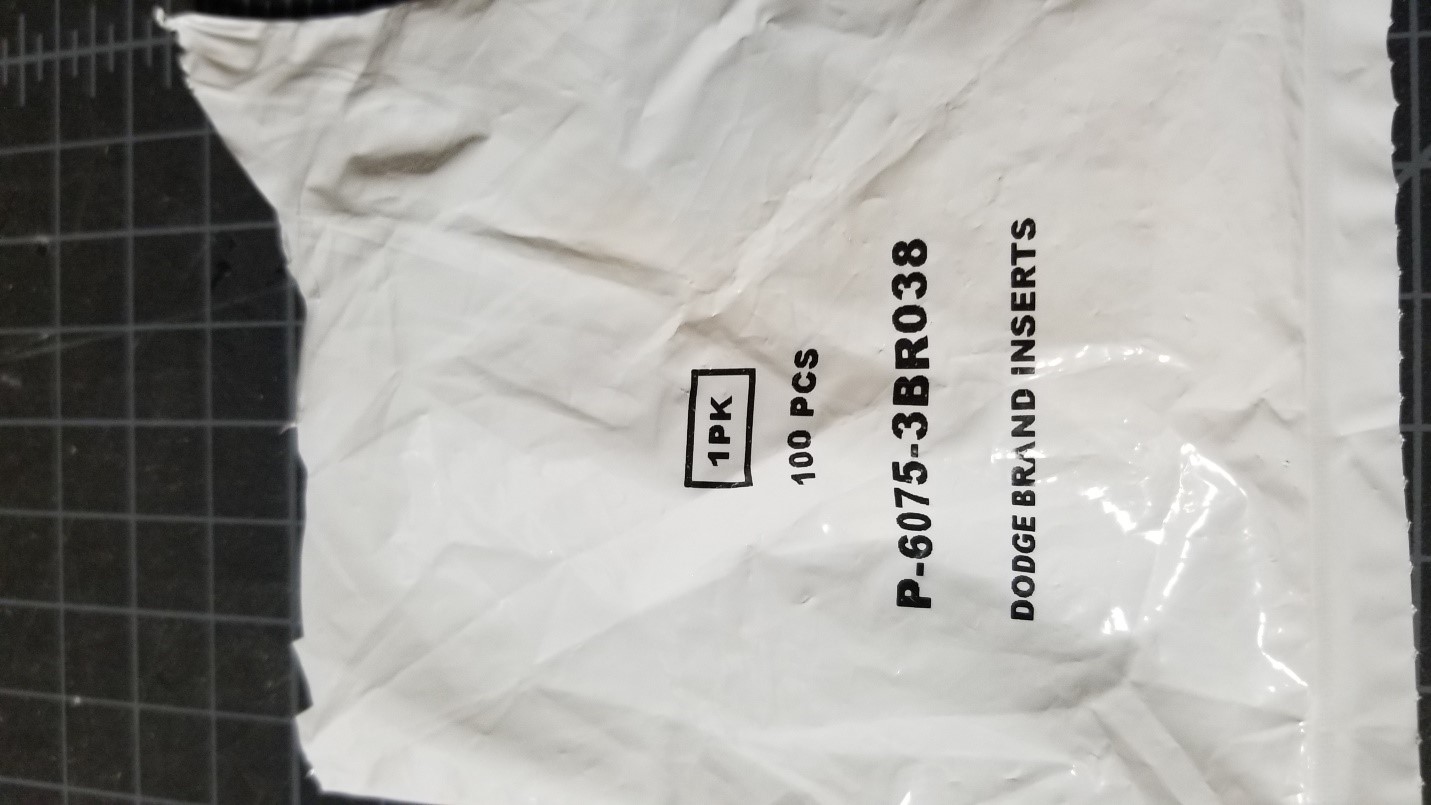 1PK
100 PCS
P-6075-3BR038
DODGE BRAND INSERTS